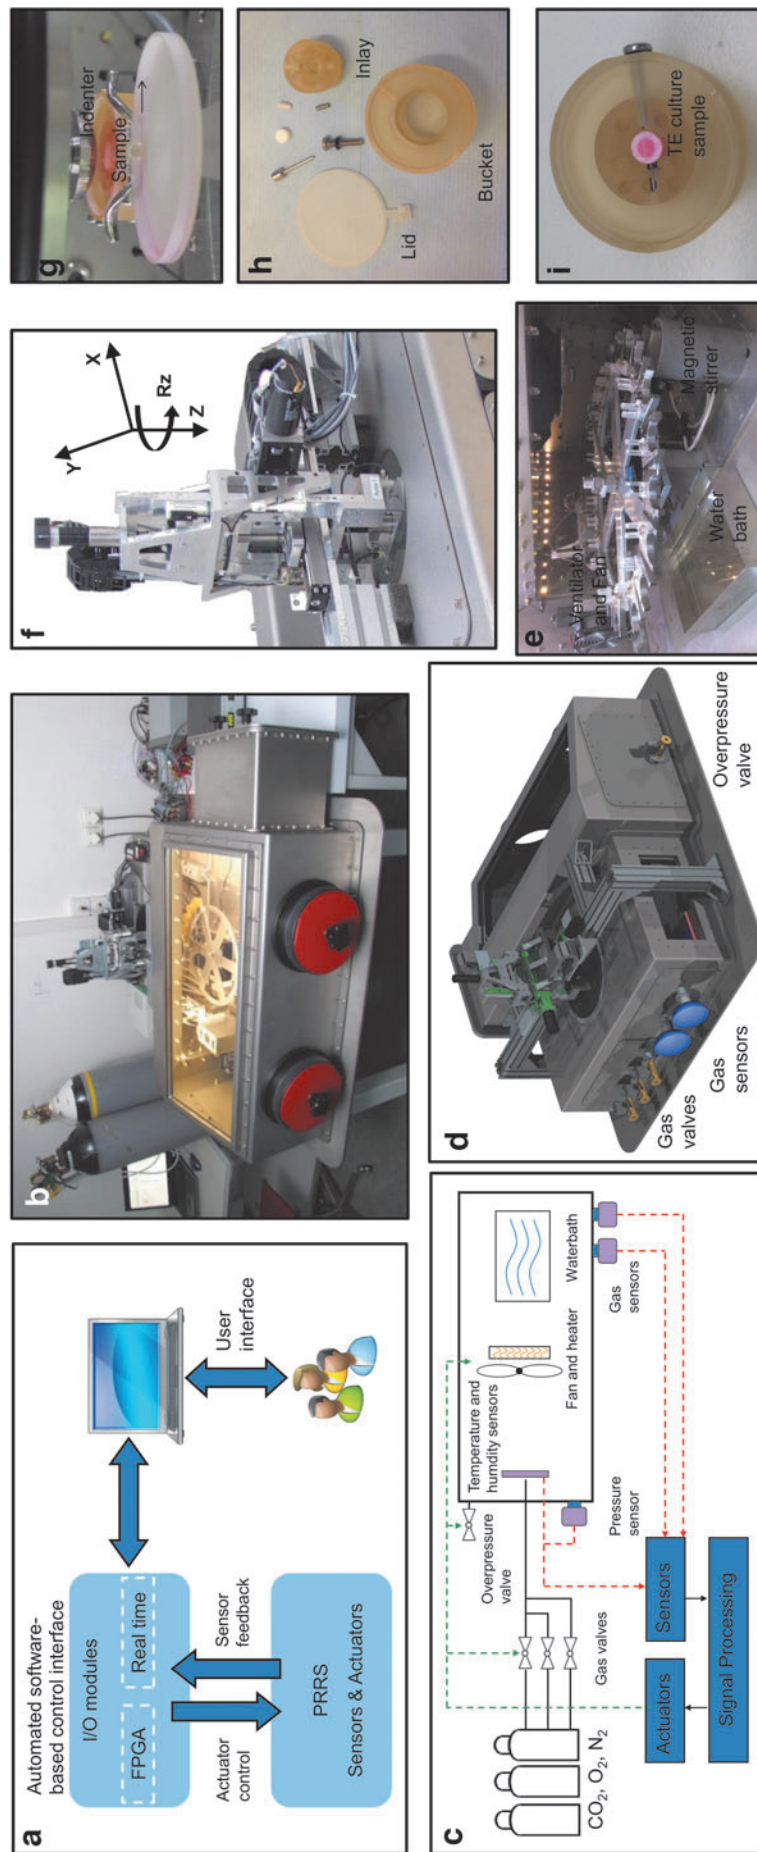 a
Automated software-
based control interface
I/O modules
FPGA
Real time
Actuator
control
Sensor
feedback
PRRS
Sensors & Actuators
User
interface
b
c
CO2, O2, N2
Gas valves
Overpressure
valve
Temperature and
humdity sensors
Fan and heater
Waterbath
Pressure
sensor
Gas
sensors
Actuators
Sensors
Signal Processing
d
Gas
valves
Gas sensors
Overpressure
valve
e
Ventilator
and Fan
Water
bath
Magnetic
stirrer
f
Y
X
Rz
Z
g
Indenter
Sample
h
Lid
Inlay
Bucket
i
TE culture
sample